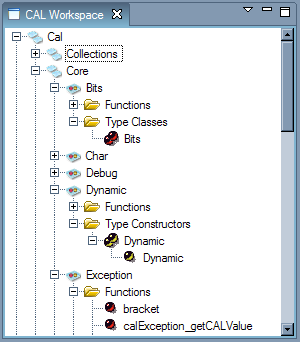 CAL Workspace
Cal
Collections
Core
Bits
Functions
Type Classes
Bits
Char
Debug
Dynamic
Functions
Type Constructors
Dynamic
Dynamic
Exception
Functions
bracket
calException_getCALValue